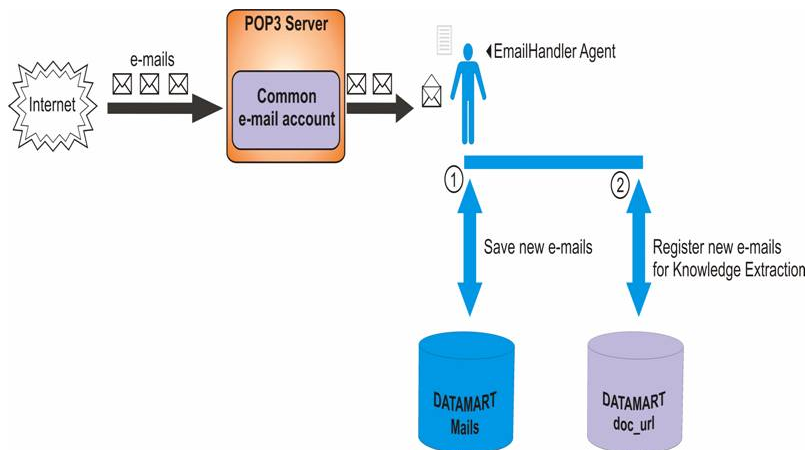 POP3 Server
e-mails
Internet
Common
e-mail account
EmailHandler Agent
1
2
Save new e-mails
Register new e-mails
for Knowledge Extraction
DATAMART
Mails
DATAMART
doc_url